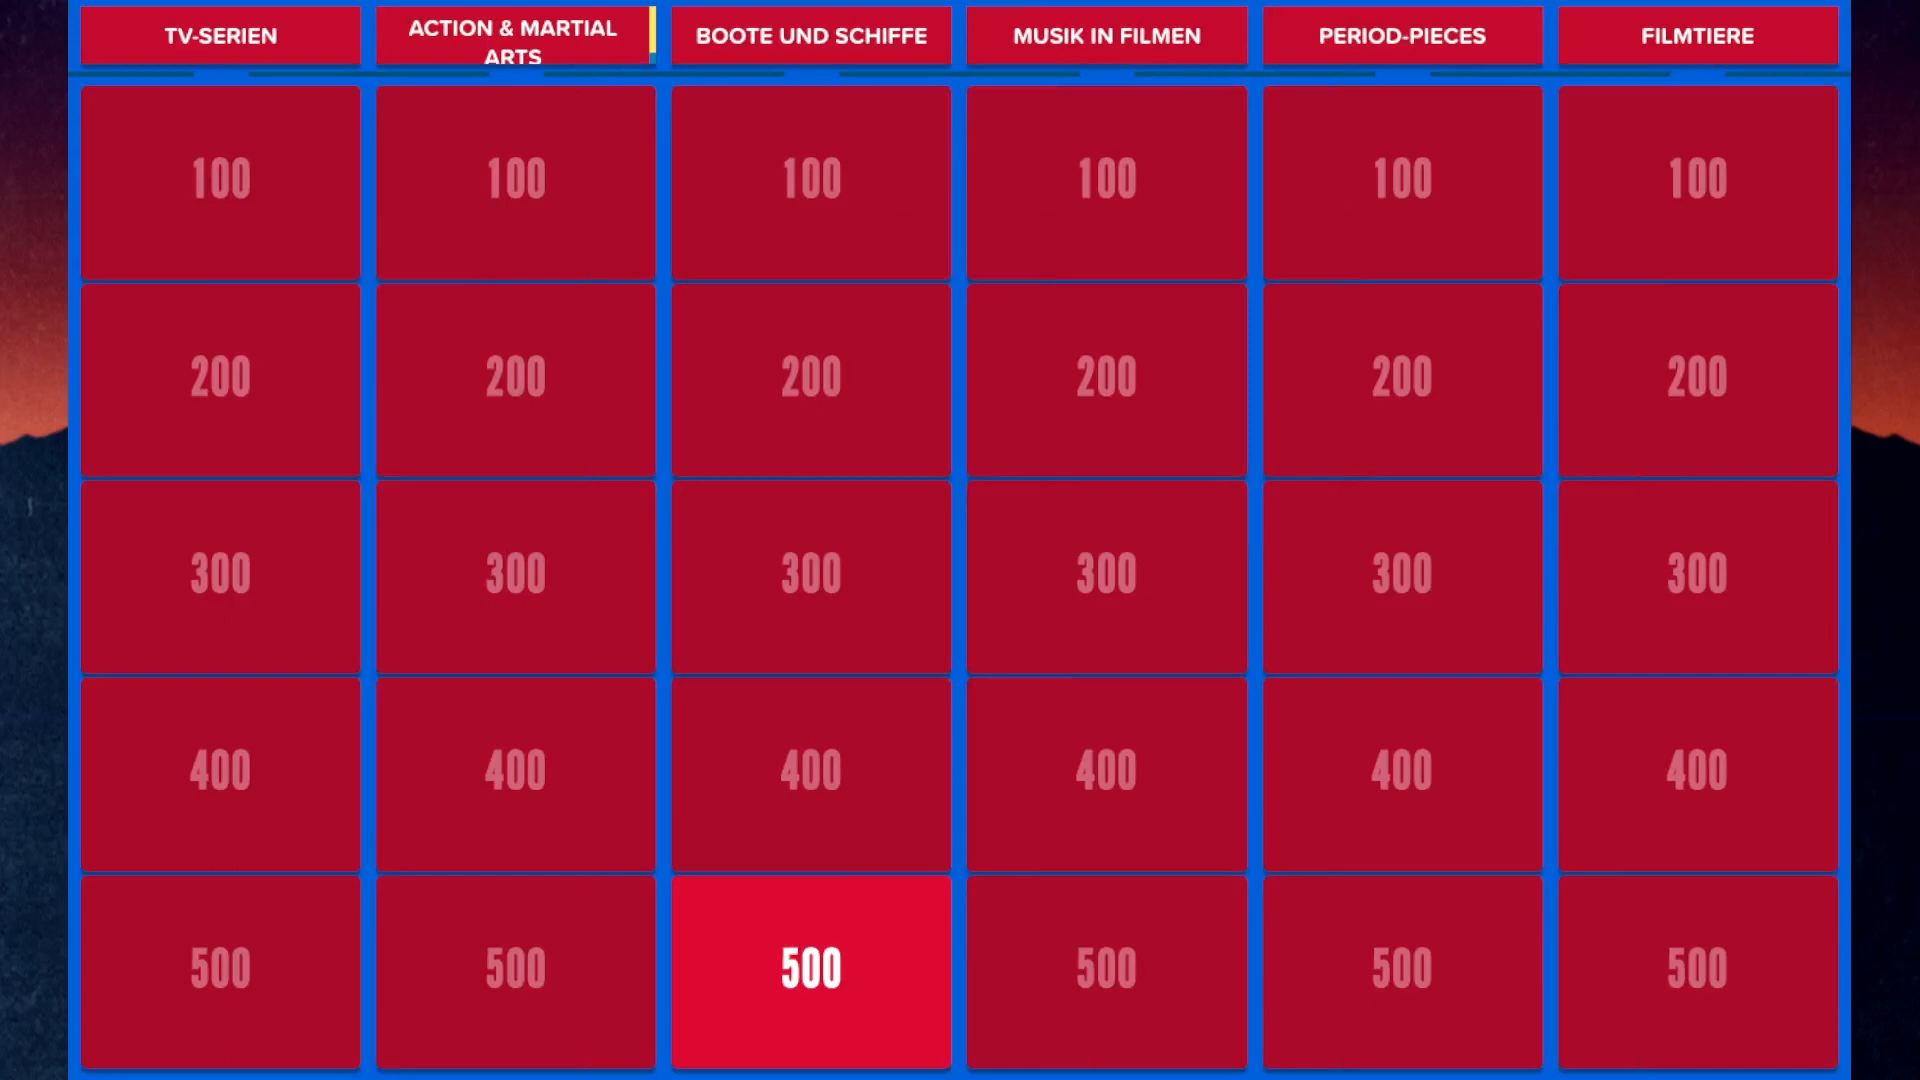 TV-SERIEN
ACTION & MARTIAL
ARTS
BOOTE UND SCHIFFE
MUSIK IN FILMEN
PERIOD-PIECES
FILMTIERE
100 100 100 100 100 100
200 200 200 200 200 200
300 300 300 300 300 300
400 400 400 400 400 400
500 500 500 500 500 500